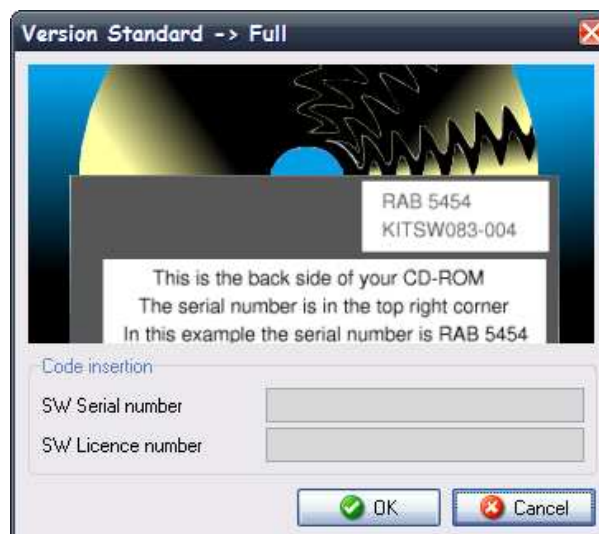 Version Standard -> Full
RAB 5454
KITSW083-004
This is the back side of your CD-ROM
The serial number is in the top right corner
In this example the serial number is RAB 5454
Code insertion
SW Serial number
SW Licence number
OK
Cancel